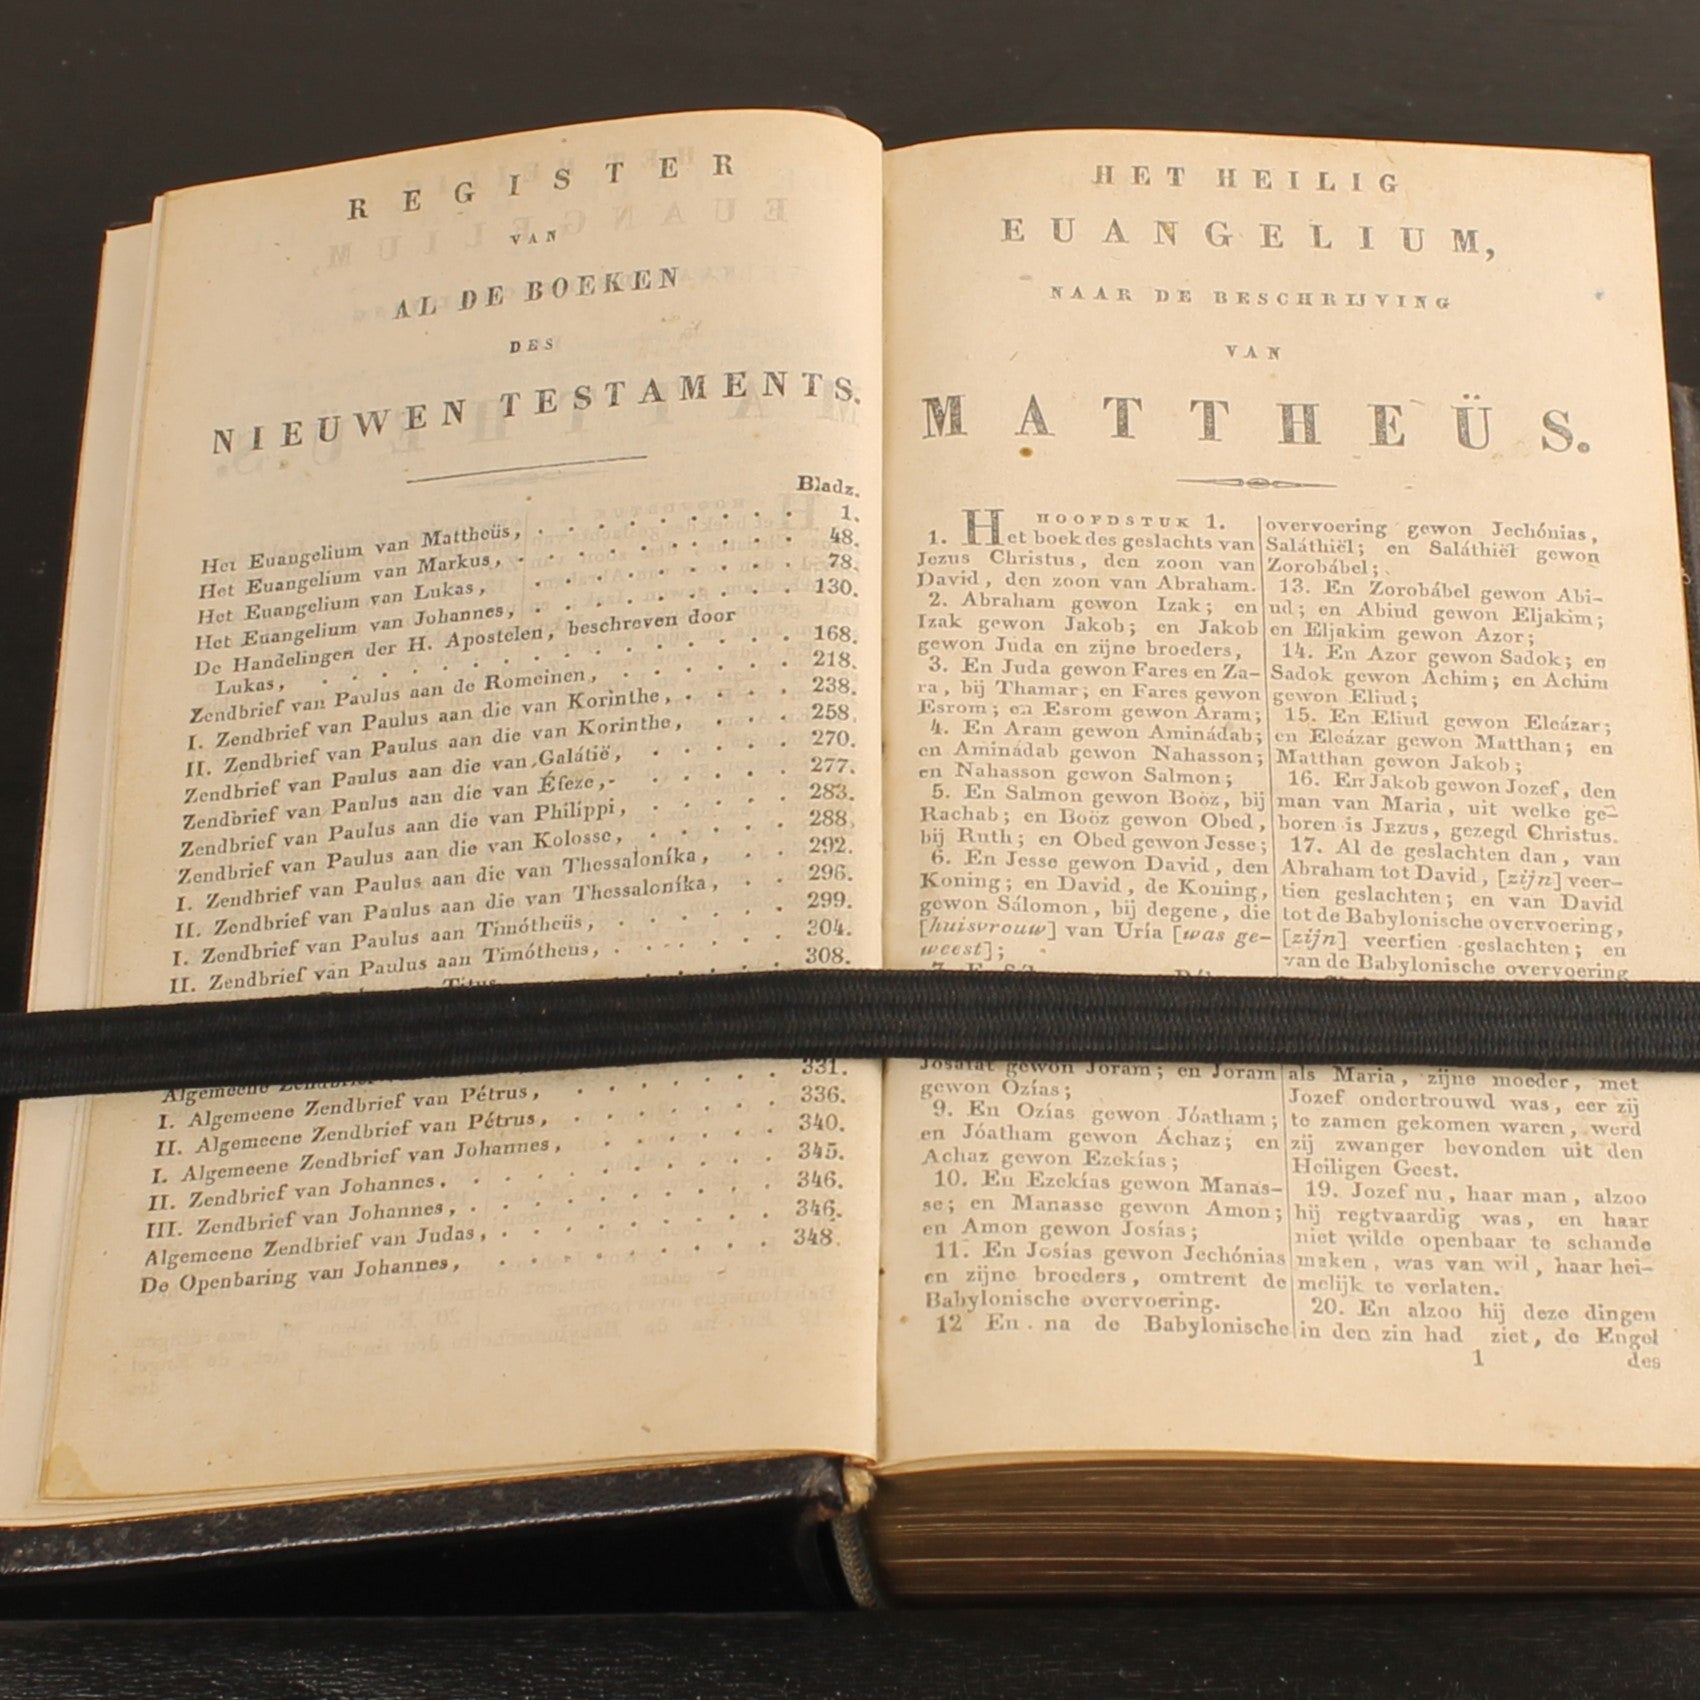 REGISTER
VAN
AL DE BOEKEN
DES
NIEUWEN TESTAMENTS.
Bladz.
Het Euangelium van Mattheüs, . . . . . . . . . 1.
Het Euangelium van Markus, . . . . . . . . . 48.
Het Euangelium van Lukas, . . . . . . . . . 78.
Het Euangelium van Johannes, . . . . . . . . . 130.
De Handelingen der H. Apostelen, beschreven door
Lukas, . . . . . . . . . . . . . 168.
Zendbrief van Paulus aan de Romeinen, . . . . . . 218.
I. Zendbrief van Paulus aan die van Korinthe, . . . . 238.
II. Zendbrief van Paulus aan die van Korinthe, . . . 258.
Zendbrief van Paulus aan die van Galátië, . . . . . 270.
Zendbrief van Paulus aan die van Éfeze, . . . . . 277.
Zendbrief van Paulus aan die van Philippi, . . . . . 283.
Zendbrief van Paulus aan die van Kolosse, . . . . . 288.
I. Zendbrief van Paulus aan die van Thessaloníka, . . 292.
II. Zendbrief van Paulus aan die van Thessaloníka, . . 296.
I. Zendbrief van Paulus aan Timótheüs, . . . . . 299.
II. Zendbrief van Paulus aan Timótheus, . . . . . . 304.
308.
Algemeene 331.
I. Algemeene Zendbrief van Pétrus, . . . . . . . 336.
II. Algemeene Zendbrief van Pétrus, . . . . . . . 340.
I. Algemeene Zendbrief van Johannes, . . . . . . . 345.
II. Zendbrief van Johannes. . . . . . . . . . . 346.
III. Zendbrief van Johannes, . . . . . . . . . . 346.
Algemeene Zendbrief van Judas, . . . . . . . . . 348.
De Openbaring van Johannes, . . . . . . . .
HET HEILIG
EUANGELIUM,
NAAR DE BESCHRIJVING
VAN
MATTHEÜS.
HOOFDSTUK 1.
1. Het boek des geslachts van
Jezus Christus, den zoon van
David, den zoon van Abraham.
2. Abraham gewon Izak; en
Izak gewon Jakob; en Jakob
gewon Juda en zijne broeders,
3. En Juda gewon Fares en Za-
ra, bij Thamar; en Fares gewon
Esrom; en Esrom gewon Aram;
4. En Aram gewon Aminádab;
en Aminádab gewon Nahasson;
en Nahasson gewon Salmon;
5. En Salmon gewon Boöz, bij
Rachab; en Boöz gewon Obed,
bij Ruth; en Obed gewon Jesse;
6. En Jesse gewon David, den
Koning; en David, de Koning,
gewon Sálomon, bij degene, die
[huisvrouw] van Uría [was ge-
weest];
Josafat gewon Joram; en Joram
gewon Ozías;
9. En Ozías gewon Jóatham;
en Jóatham gewon Achaz; en
Achaz gewon Ezekías;
10. En Ezekías gewon Manas-
se; en Manasse gewon Amon;
en Amon gewon Josías;
11. En Josías gewon Jechónias
en zijne broeders, omtrent de
Babylonische overvoering.
12 En na de Babylonische
overvoering gewon Jechónias,
Saláthiël; en Saláthiël gewon
Zorobábel;
13. En Zorobábel gewon Abi-
ud; en Abiud gewon Eljakim;
en Eljakim gewon Azor;
14. En Azor gewon Sadok; en
Sadok gewon Achim; en Achim
gewon Eliud;
15. En Eliud gewon Eleázar;
en Eleázar gewon Matthan; en
Matthan gewon Jakob;
16. En Jakob gewon Jozef, den
man van Maria, uit welke ge-
boren is JEZUS, gezegd Christus.
17. Al de geslachten dan, van
Abraham tot David, [zijn] veer-
tien geslachten; en van David
tot de Babylonische overvoering,
[zijn] veertien geslachten; en
van de Babylonische overvoering
als Maria, zijne moeder, met
Jozef ondertrouwd was, eer zij
te zamen gekomen waren, werd
zij zwanger bevonden uit den
Heiligen Geest.
19. Jozef nu, haar man, alzoo
hij regtvaardig was, en haar
niet wilde openbaar te schande
maken, was van wil, haar hei-
melijk te verlaten.
20. En alzoo hij deze dingen
in den zin had ziet, de Engel
1 des